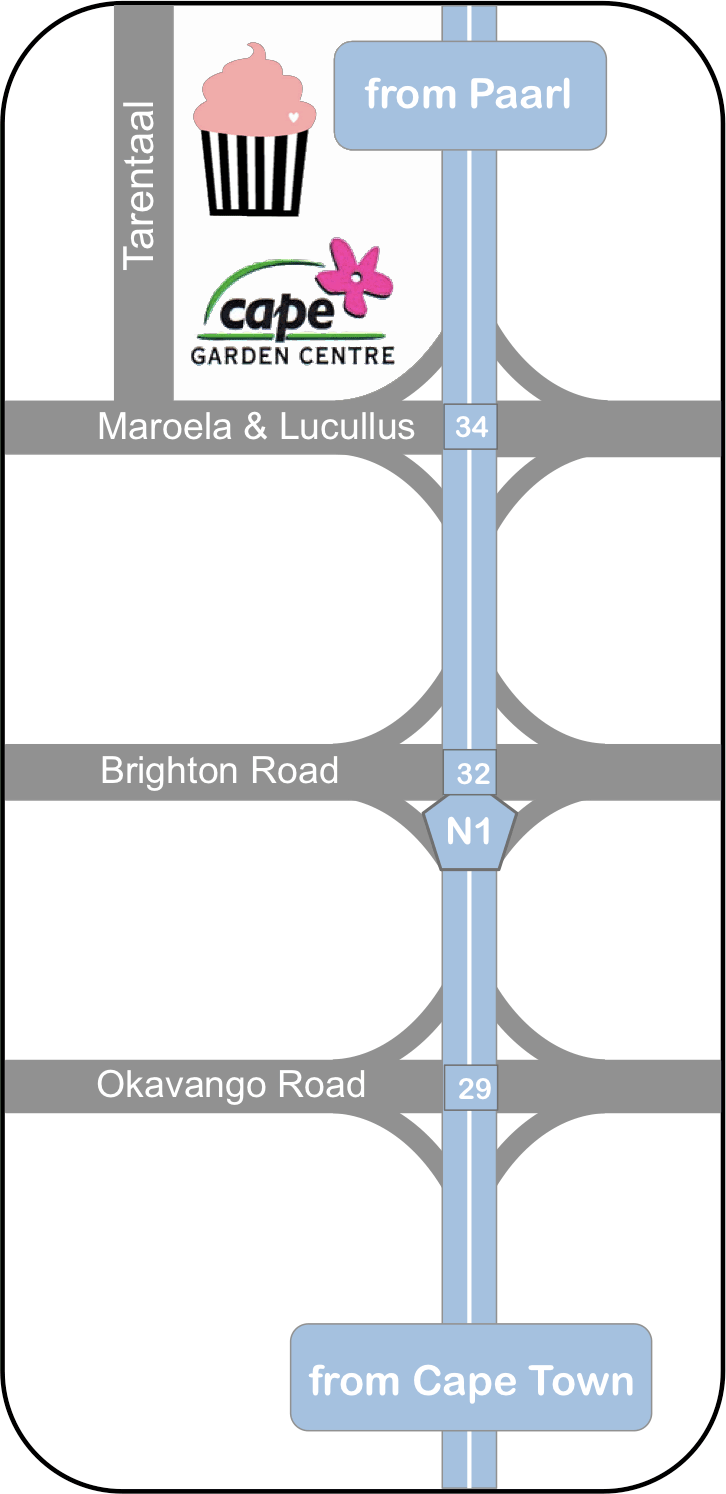 from Paarl
Tarentaal
cape
GARDEN CENTRE
Maroela & Lucullus
34
Brighton Road
32
N1
Okavango Road
29
from Cape Town